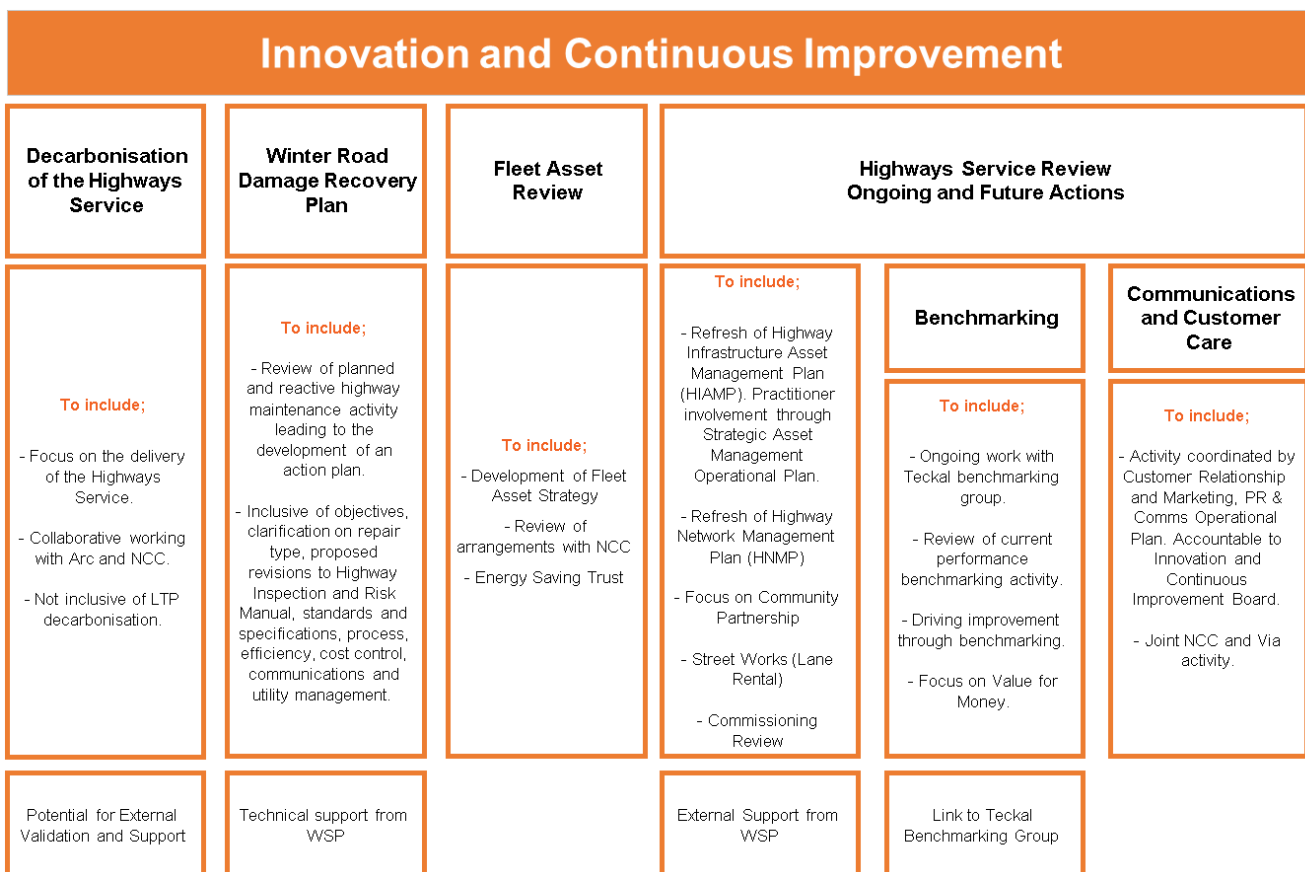 Innovation and Continuous Improvement
Decarbonisation
of the Highways
Service
Winter Road
Damage Recovery
Plan
Fleet Asset
Review
Highways Service Review
Ongoing and Future Actions
To include;
- Focus on the delivery
of the Highways
Service.
- Collaborative working
with Arc and NCC.
- Not inclusive of LTP
decarbonisation.
To include;
- Review of planned
and reactive highway
maintenance activity
leading to the
development of an
action plan.
- Inclusive of objectives,
clarification on repair
type, proposed
revisions to Highway
Inspection and Risk
Manual, standards and
specifications, process,
efficiency, cost control,
communications and
utility management.
To include;
- Development of Fleet
Asset Strategy
- Review of
arrangements with NCC
- Energy Saving Trust
To include;
- Refresh of Highway
Infrastructure Asset
Management Plan
(HIAMP). Practitioner
involvement through
Strategic Asset
Management
Operational Plan.
- Refresh of Highway
Network Management
Plan (HNMP)
- Focus on Community
Partnership
- Street Works (Lane
Rental)
- Commissioning
Review
Benchmarking
To include;
- Ongoing work with
Teckal benchmarking
group.
- Review of current
performance
benchmarking activity.
- Driving improvement
through benchmarking.
- Focus on Value for
Money.
Communications
and Customer
Care
To include;
- Activity coordinated by
Customer Relationship
and Marketing, PR &
Comms Operational
Plan. Accountable to
Innovation and
Continuous
Improvement Board.
- Joint NCC and Via
activity.
Potential for External
Validation and Support
Technical support from
WSP
External Support from
WSP
Link to Teckal
Benchmarking Group